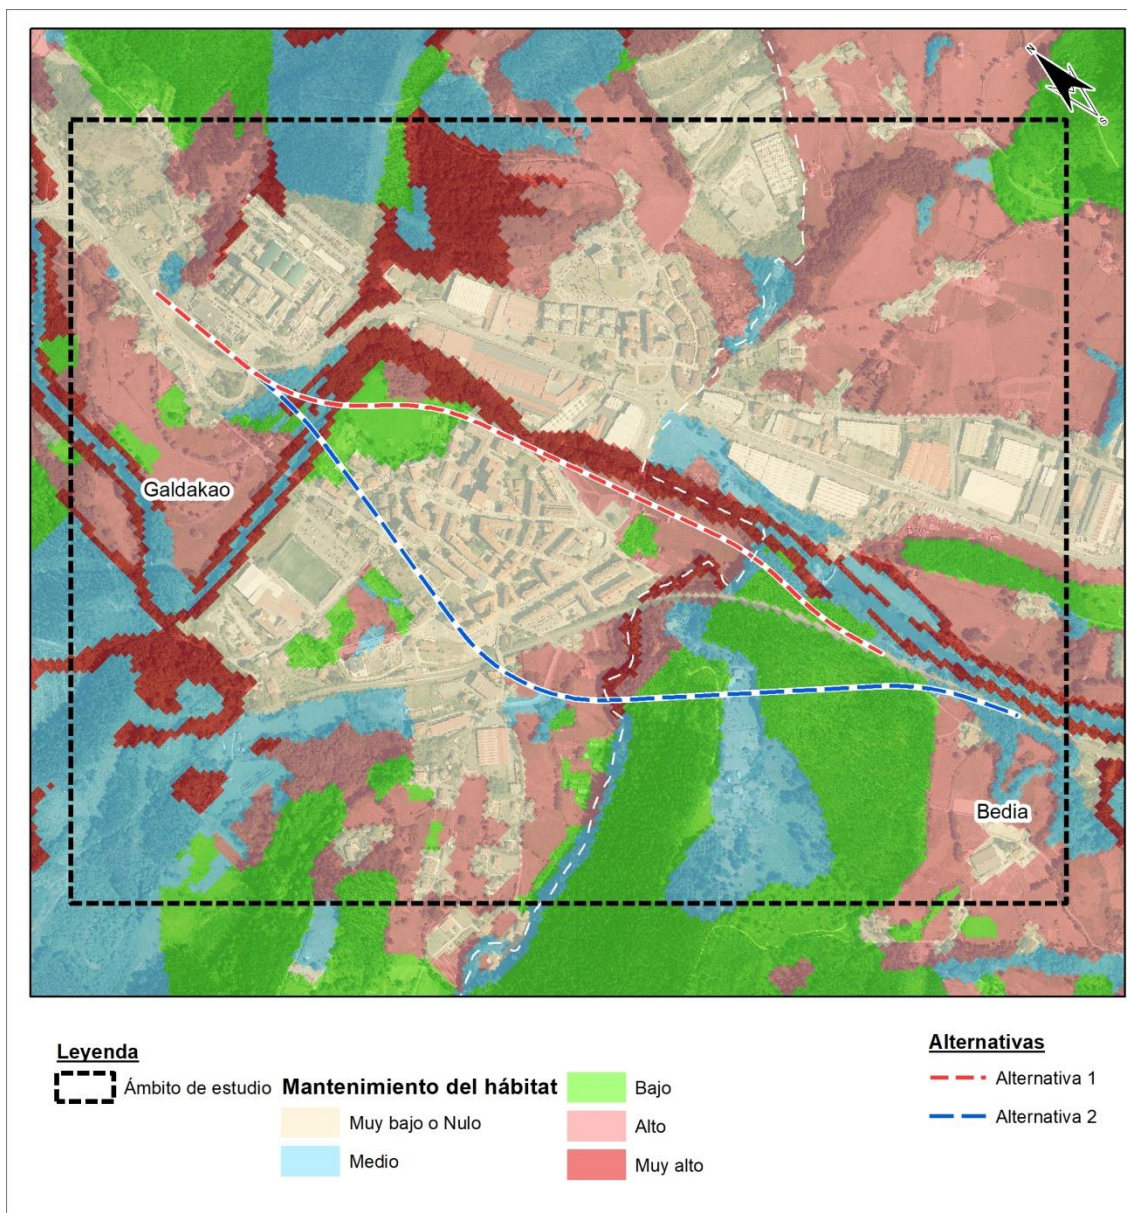 N
S
Galdakao
Bedia
Leyenda
Ámbito de estudio
Mantenimiento del hábitat
Muy bajo o Nulo
Medio
Bajo
Alto
Muy alto
Alternativas
Alternativa 1
Alternativa 2